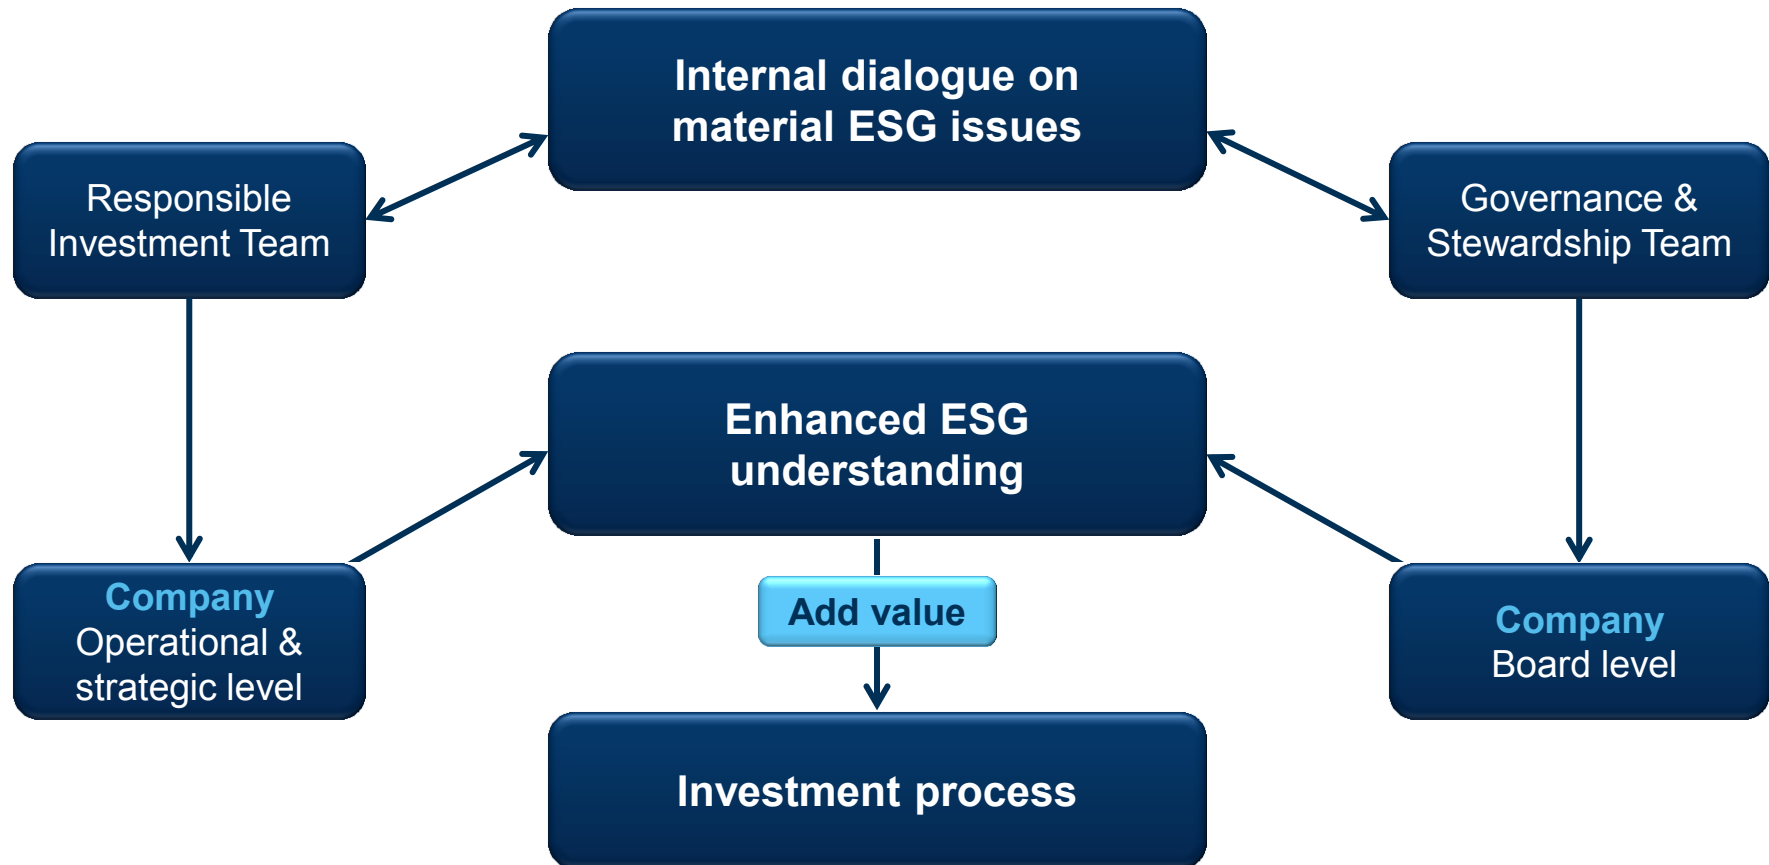 Internal dialogue on
material ESG issues
Responsible
Investment Team
Governance &
Stewardship Team
Enhanced ESG
understanding
Company
Operational &
strategic level
Add value
Company
Board level
Investment process